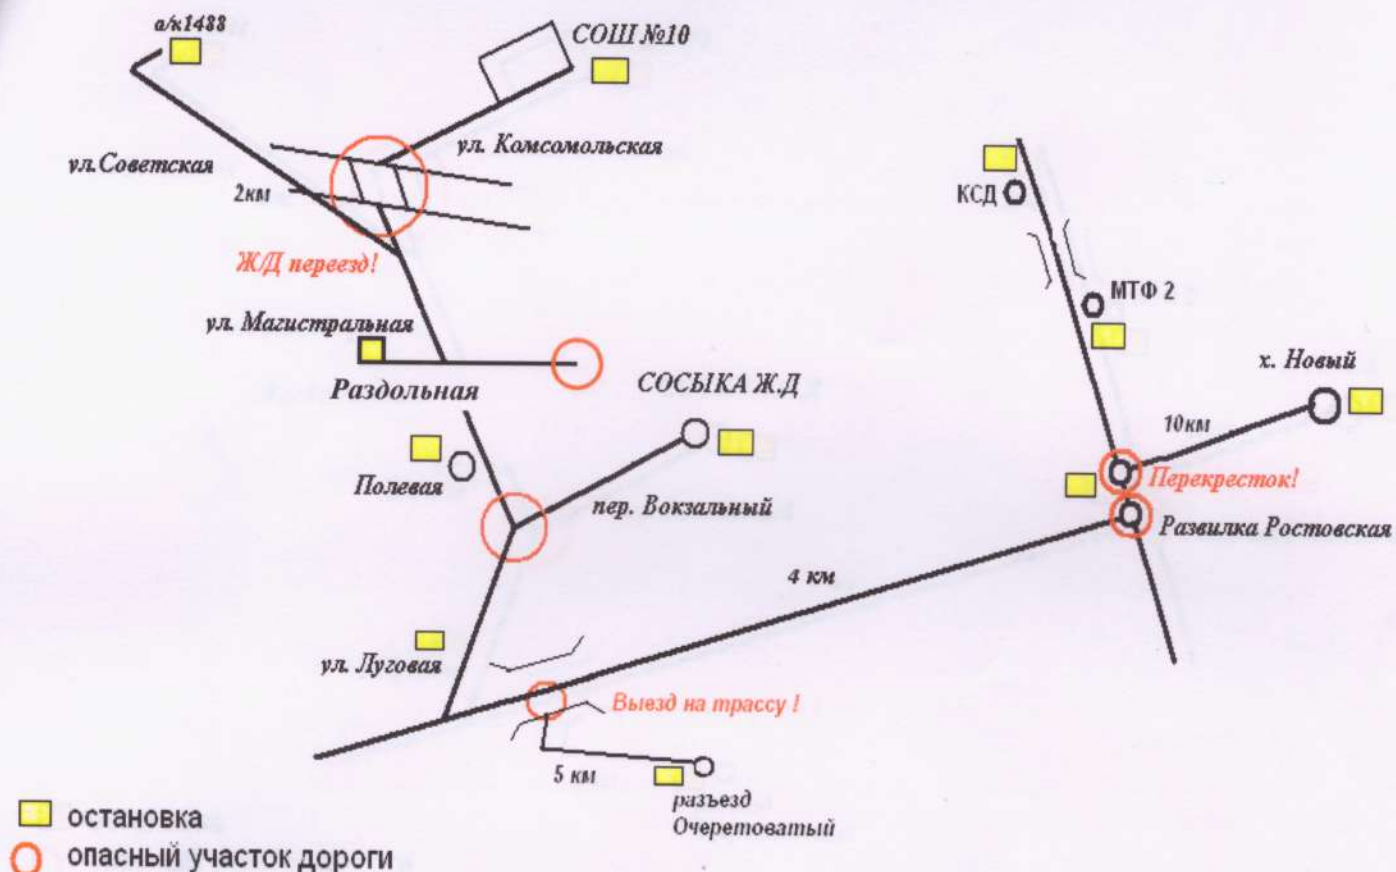 а/к1488
СОШ №10
ул. Комсомольская
ул.Советская
2км
Ж/Д переезд!
ул. Магистральная
Раздольная
СОСЫКА Ж.Д
Полевая
пер. Вокзальный
ул. Луговая
Выезд на трассу !
5 км
разъезд
Очеретоватый
4 км
КСД
МТФ 2
х. Новый
10км
Перекресток!
Развилка Ростовская
остановка
опасный участок дороги